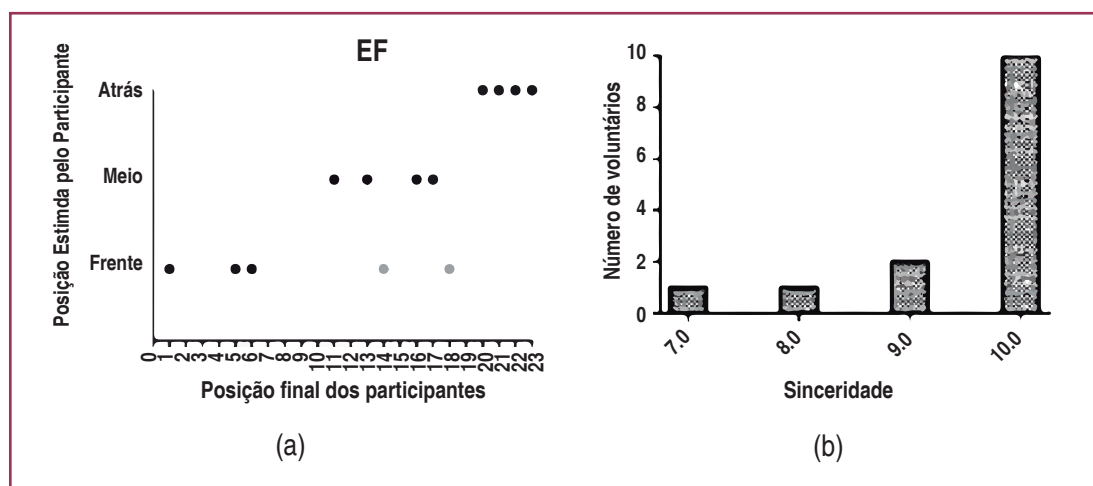 EF
Posição Estimda pelo Participante
Atrás
Meio
Frente
0 1 2 3 4 5 6 7 8 9 10 11 12 13 14 15 16 17 18 19 20 21 22 23
Posição final dos participantes
(a)
Número de voluntários
10
8
6
4
2
0
7.0 8.0 9.0 10.0
Sinceridade
(b)